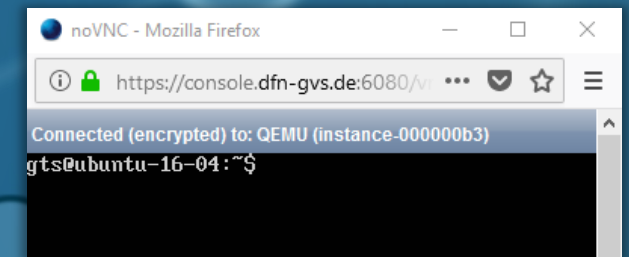 noVNC - Mozilla Firefox
https://console.dfn-gvs.de:6080/v
Connected (encrypted) to: QEMU (instance-000000b3)
gts@ubuntu-16-04:~$